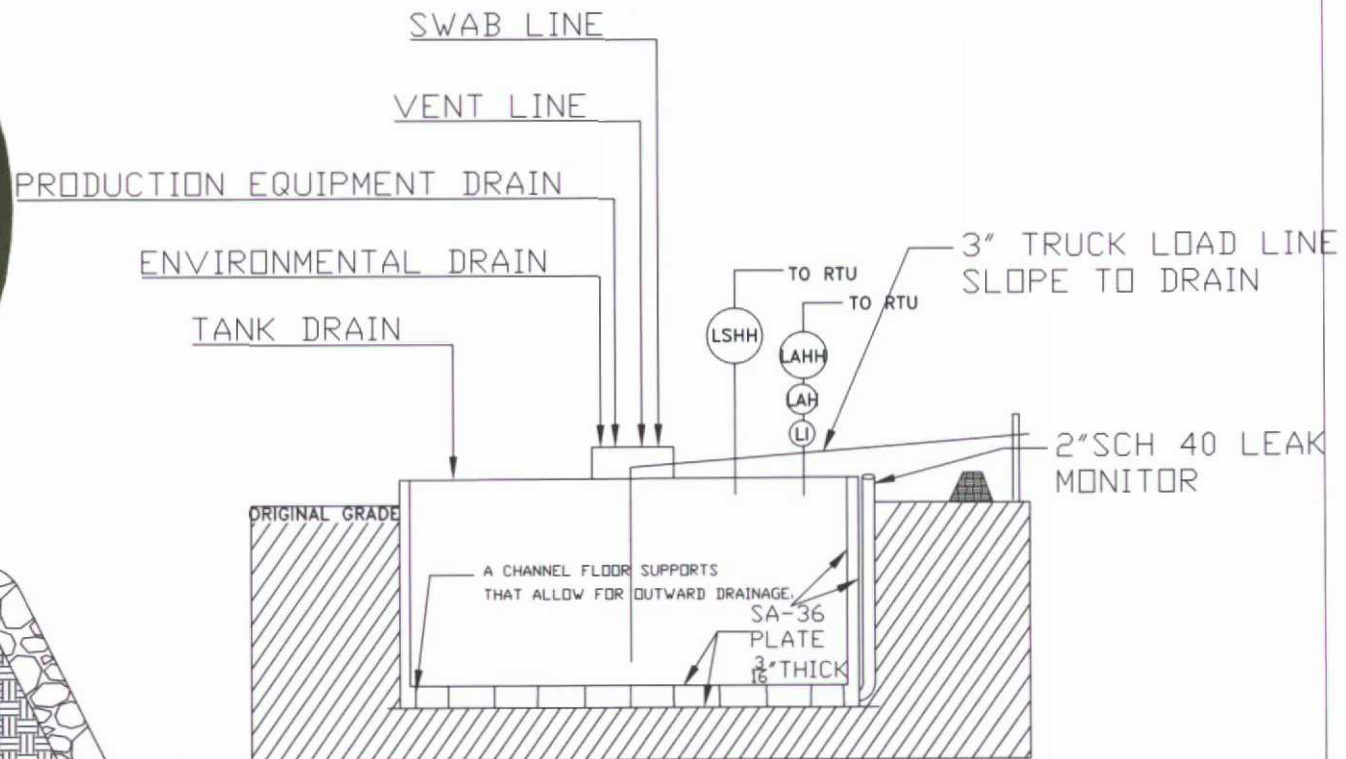 SWAB LINE
VENT LINE
PRODUCTION EQUIPMENT DRAIN
ENVIRONMENTAL DRAIN
TANK DRAIN
TO RTU
TO RTU
3" TRUCK LOAD LINE
SLOPE TO DRAIN
LSHH
LAHH
LAH
LI
2"SCH 40 LEAK
MONITOR
ORIGINAL GRADE
A CHANNEL FLOOR SUPPORTS
THAT ALLOW FOR OUTWARD DRAINAGE.
SA-36
PLATE
3/16"THICK